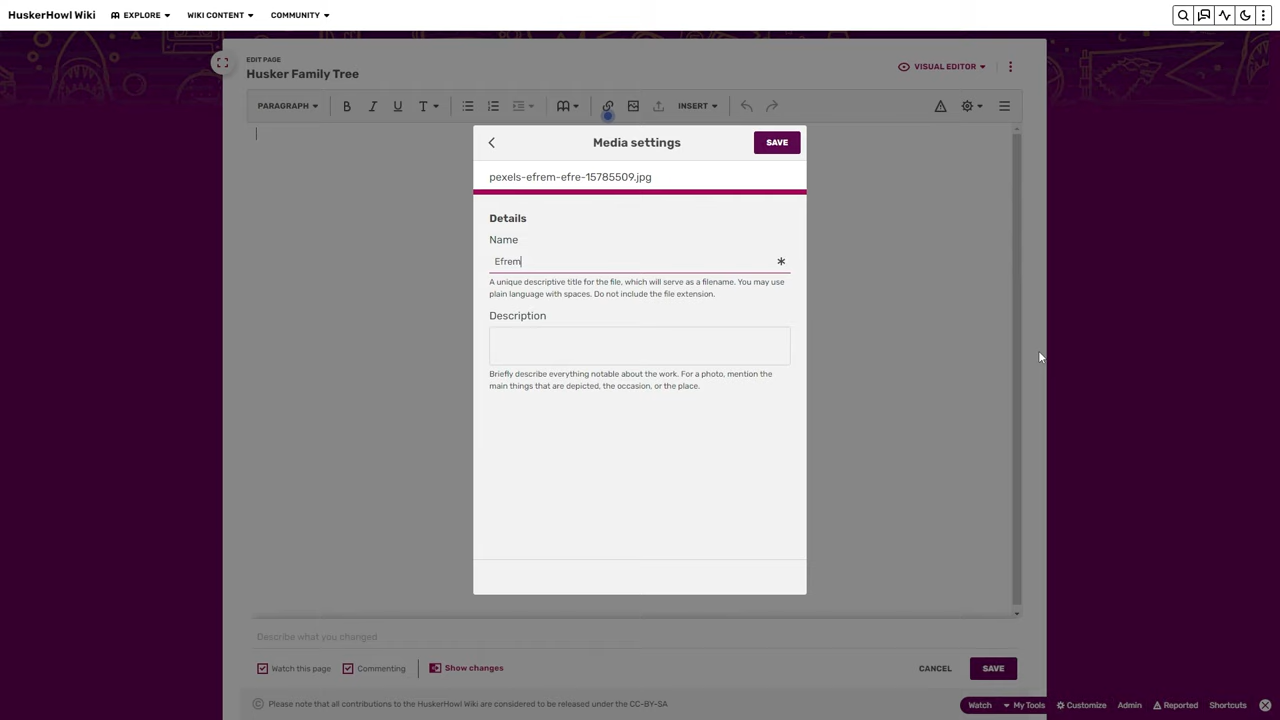 HuskerHowl Wiki
EXPLORE
WIKI CONTENT
COMMUNITY
EDIT PAGE
Husker Family Tree
VISUAL EDITOR
PARAGRAPH
B
I
U
T
INSERT
Media settings
SAVE
pexels-efrem-efre-15785509.jpg
Details
Name
Efrem
*
A unique descriptive title for the file, which will serve as a filename. You may use
plain language with spaces. Do not include the file extension.
Description
Briefly describe everything notable about the work. For a photo, mention the
main things that are depicted, the occasion, or the place.
Describe what you changed
Watch this page
Commenting
Show changes
CANCEL
SAVE
Please note that all contributions to the HuskerHowl Wiki are considered to be released under the CC-BY-SA
Watch
My Tools
Customize
Admin
Reported
Shortcuts